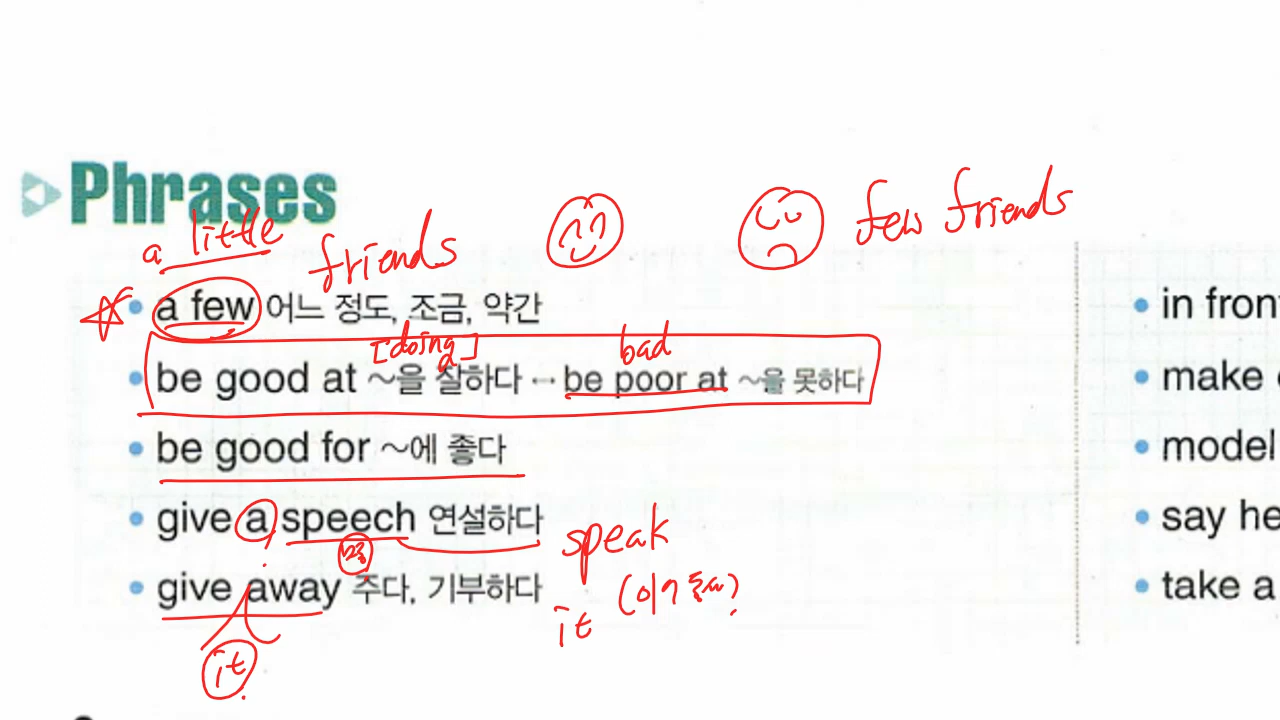 Phrases
a little
friends
few friends
a few 어느 정도, 조금, 약간
[doing]
bad
be good at ~을 잘하다 ↔ be poor at ~을 못하다
be good for ~에 좋다
give a speech 연설하다
speak
give away 주다, 기부하다
it
it
in front
make
model
say he
take a